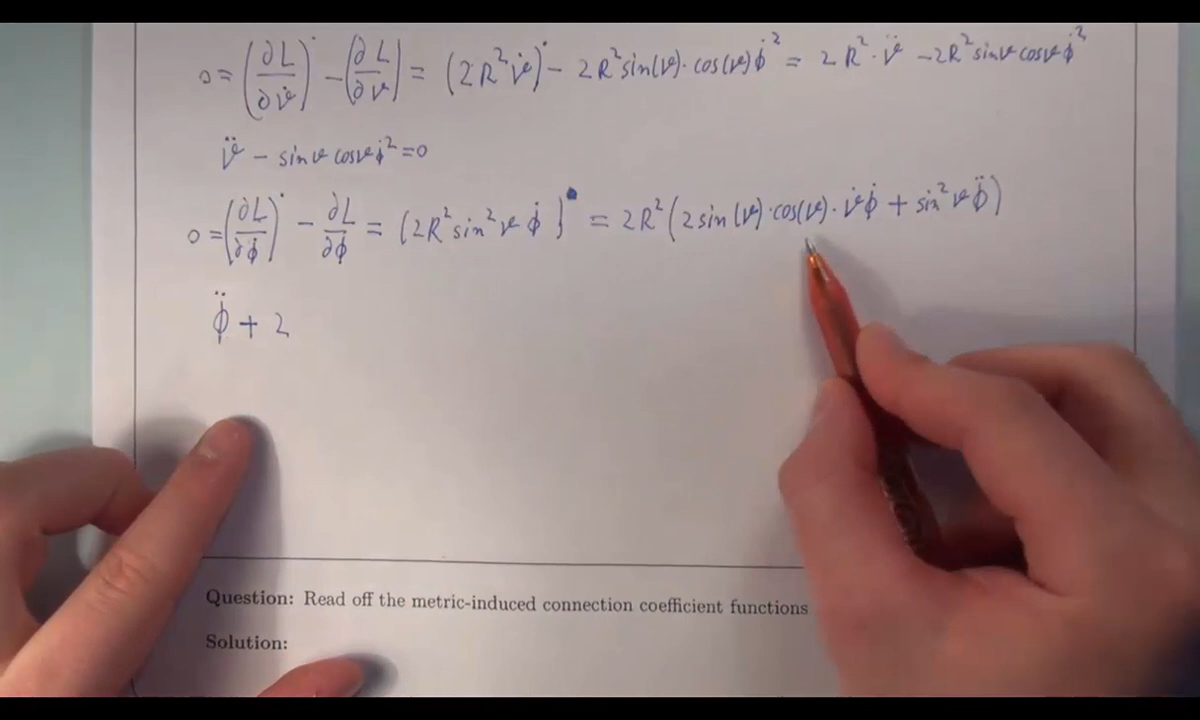 0 = (∂L/∂ϑ̇)˙ − (∂L/∂ϑ) = (2R²ϑ̇)˙ − 2R² sin(ϑ)·cos(ϑ)ϕ̇² = 2R²·ϑ̈ − 2R² sinϑ cosϑ ϕ̇²
ϑ̈ − sinϑ cosϑ ϕ̇² = 0
0 = (∂L/∂ϕ̇)˙ − ∂L/∂ϕ = (2R² sin²ϑ ϕ̇)˙ = 2R²(2 sin(ϑ)·cos(ϑ)·ϑ̇ϕ̇ + sin²ϑ ϕ̈)
ϕ̈ + 2
Question: Read off the metric-induced connection coefficient functions
Solution: